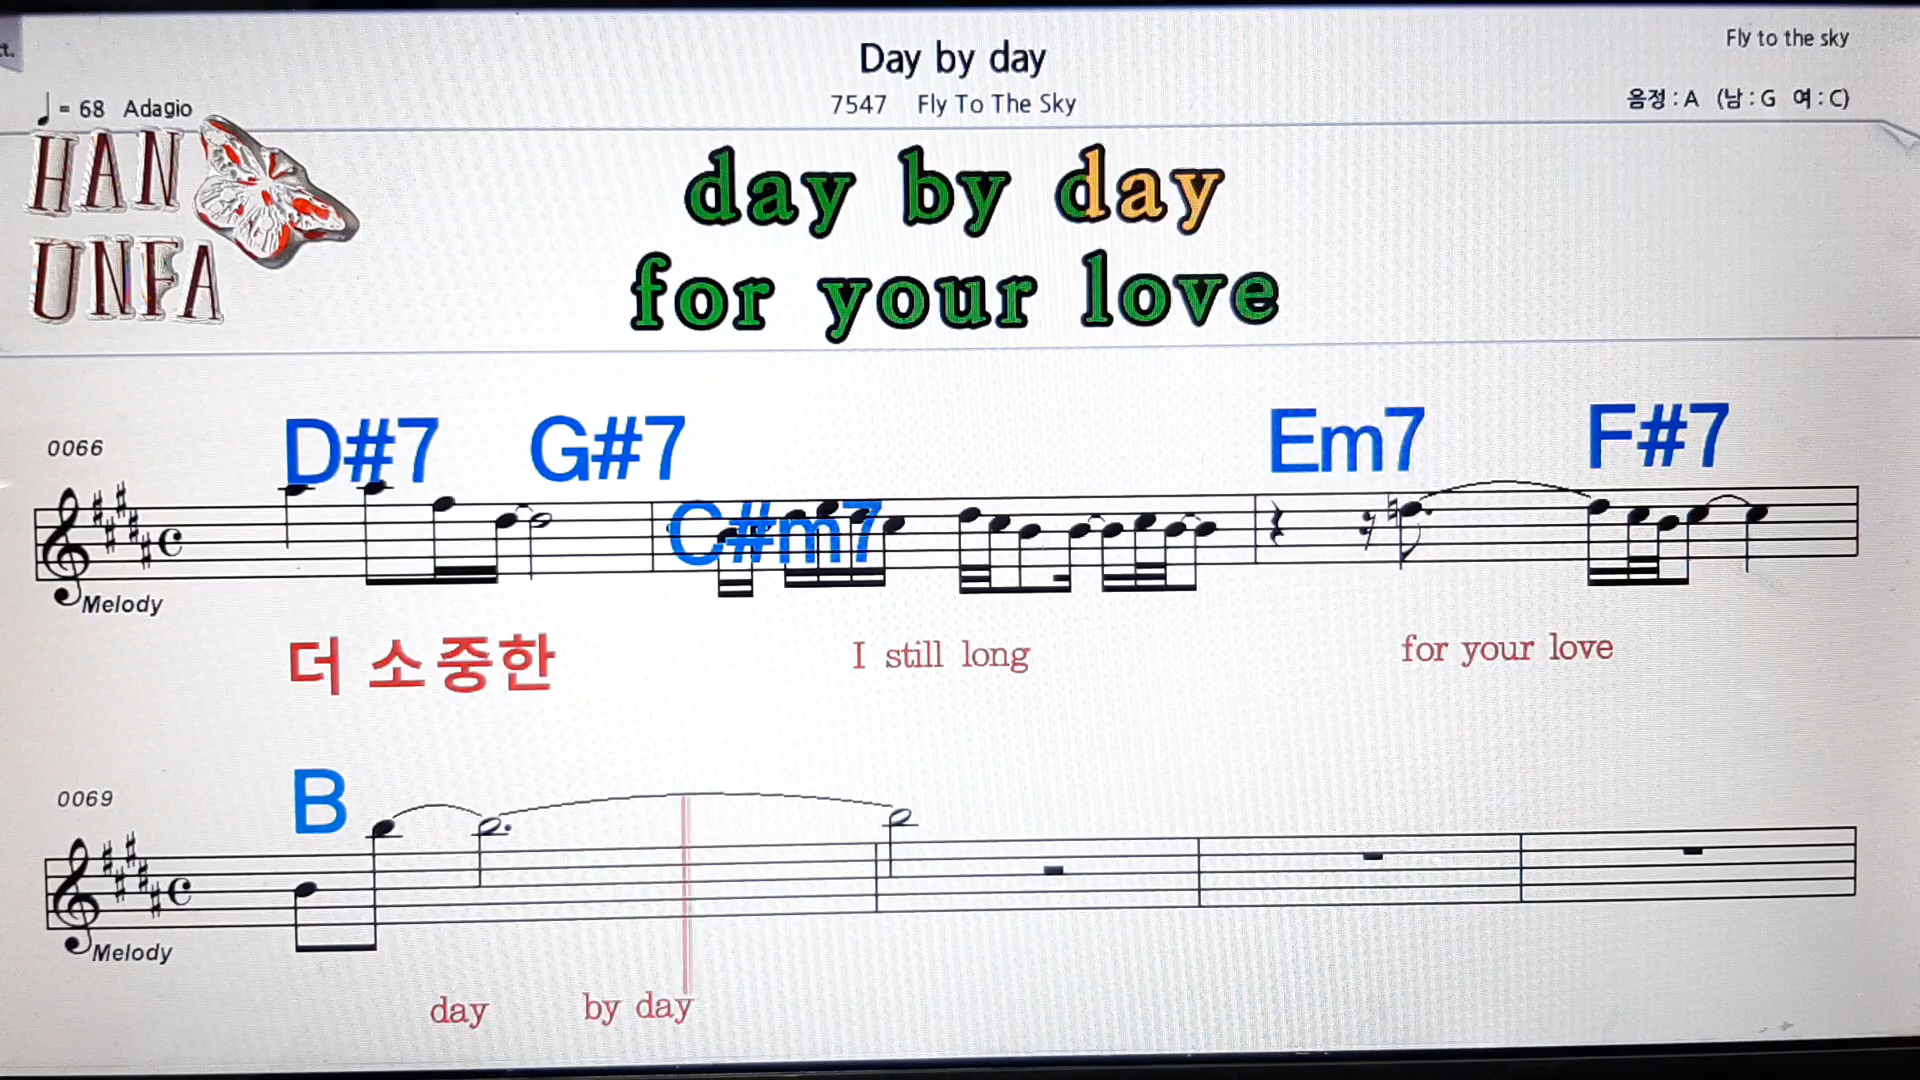 t.
Day by day
Fly to the sky
= 68 Adagio
7547 Fly To The Sky
음정 : A (남 : G 여 : C)
HAN
UNFA
day by day
for your love
0066
D#7 G#7 C#m7 Em7 F#7
Melody
더 소중한 I still long for your love
0069
B
Melody
day by day